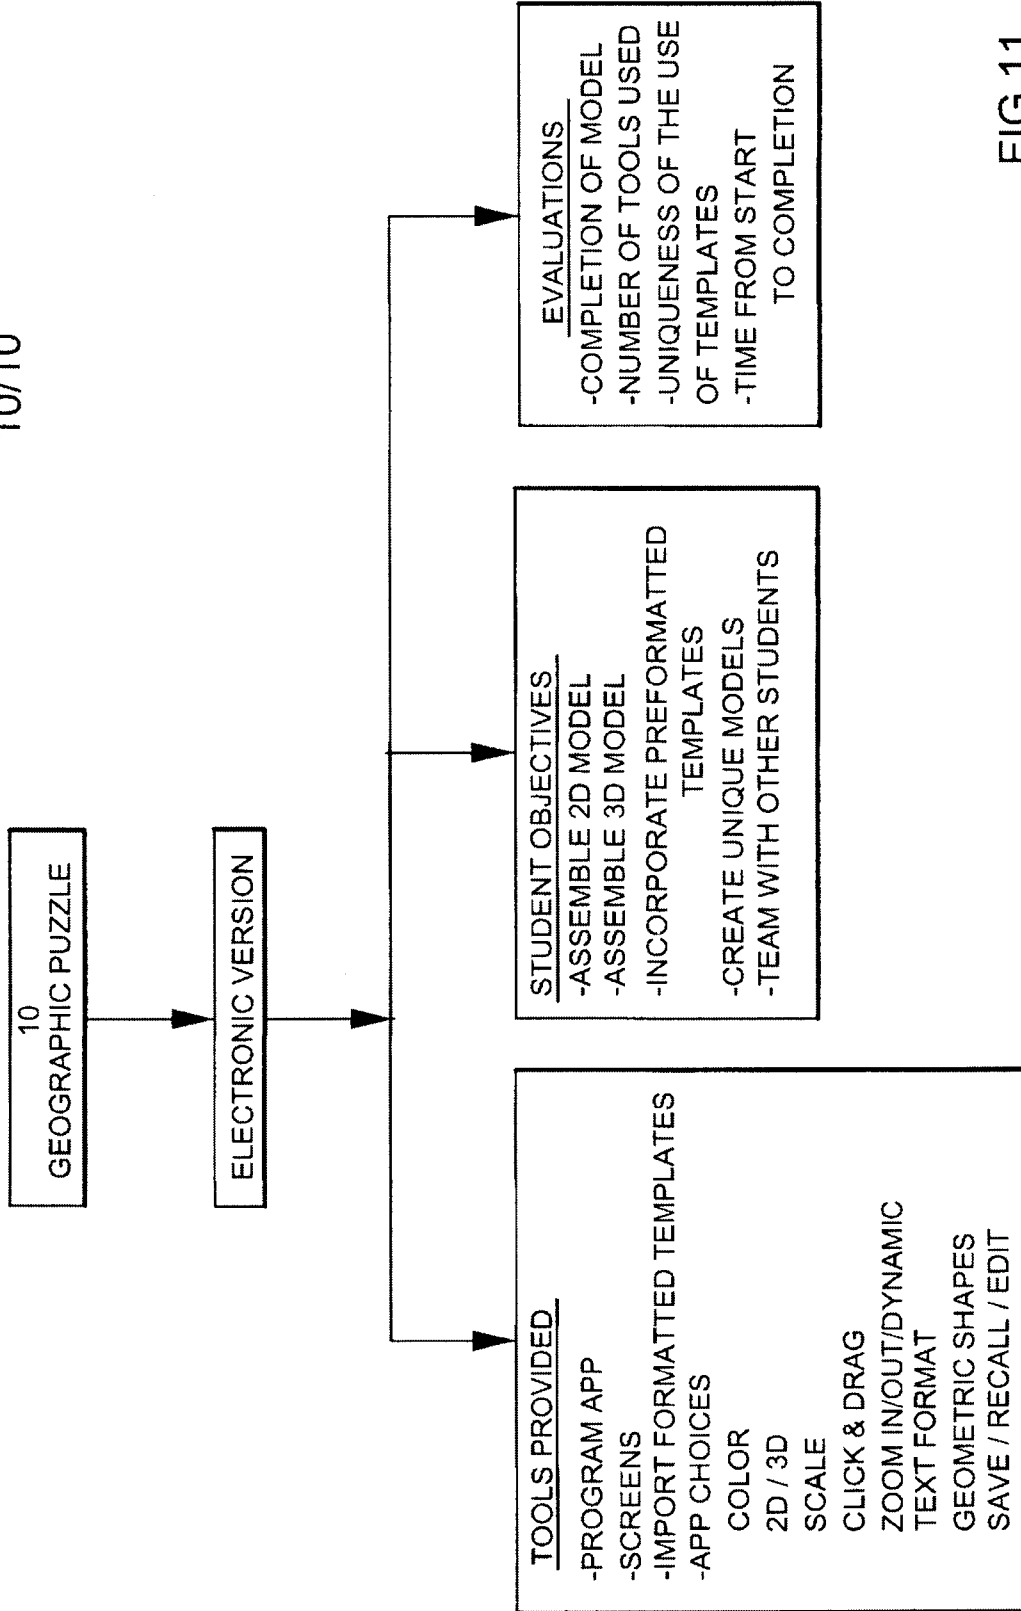 10/10
10
GEOGRAPHIC PUZZLE
ELECTRONIC VERSION
TOOLS PROVIDED
-PROGRAM APP
-SCREENS
-IMPORT FORMATTED TEMPLATES
-APP CHOICES
COLOR
2D / 3D
SCALE
CLICK & DRAG
ZOOM IN/OUT/DYNAMIC
TEXT FORMAT
GEOMETRIC SHAPES
SAVE / RECALL / EDIT
STUDENT OBJECTIVES
-ASSEMBLE 2D MODEL
-ASSEMBLE 3D MODEL
-INCORPORATE PREFORMATTED
TEMPLATES
-CREATE UNIQUE MODELS
-TEAM WITH OTHER STUDENTS
EVALUATIONS
-COMPLETION OF MODEL
-NUMBER OF TOOLS USED
-UNIQUENESS OF THE USE
OF TEMPLATES
-TIME FROM START
TO COMPLETION
FIG 11